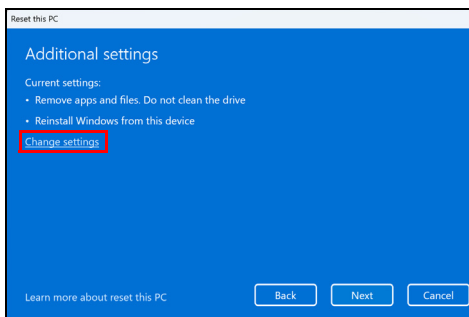 Reset this PC
Additional settings
Current settings:
• Remove apps and files. Do not clean the drive
• Reinstall Windows from this device
Change settings
Learn more about reset this PC
Back
Next
Cancel